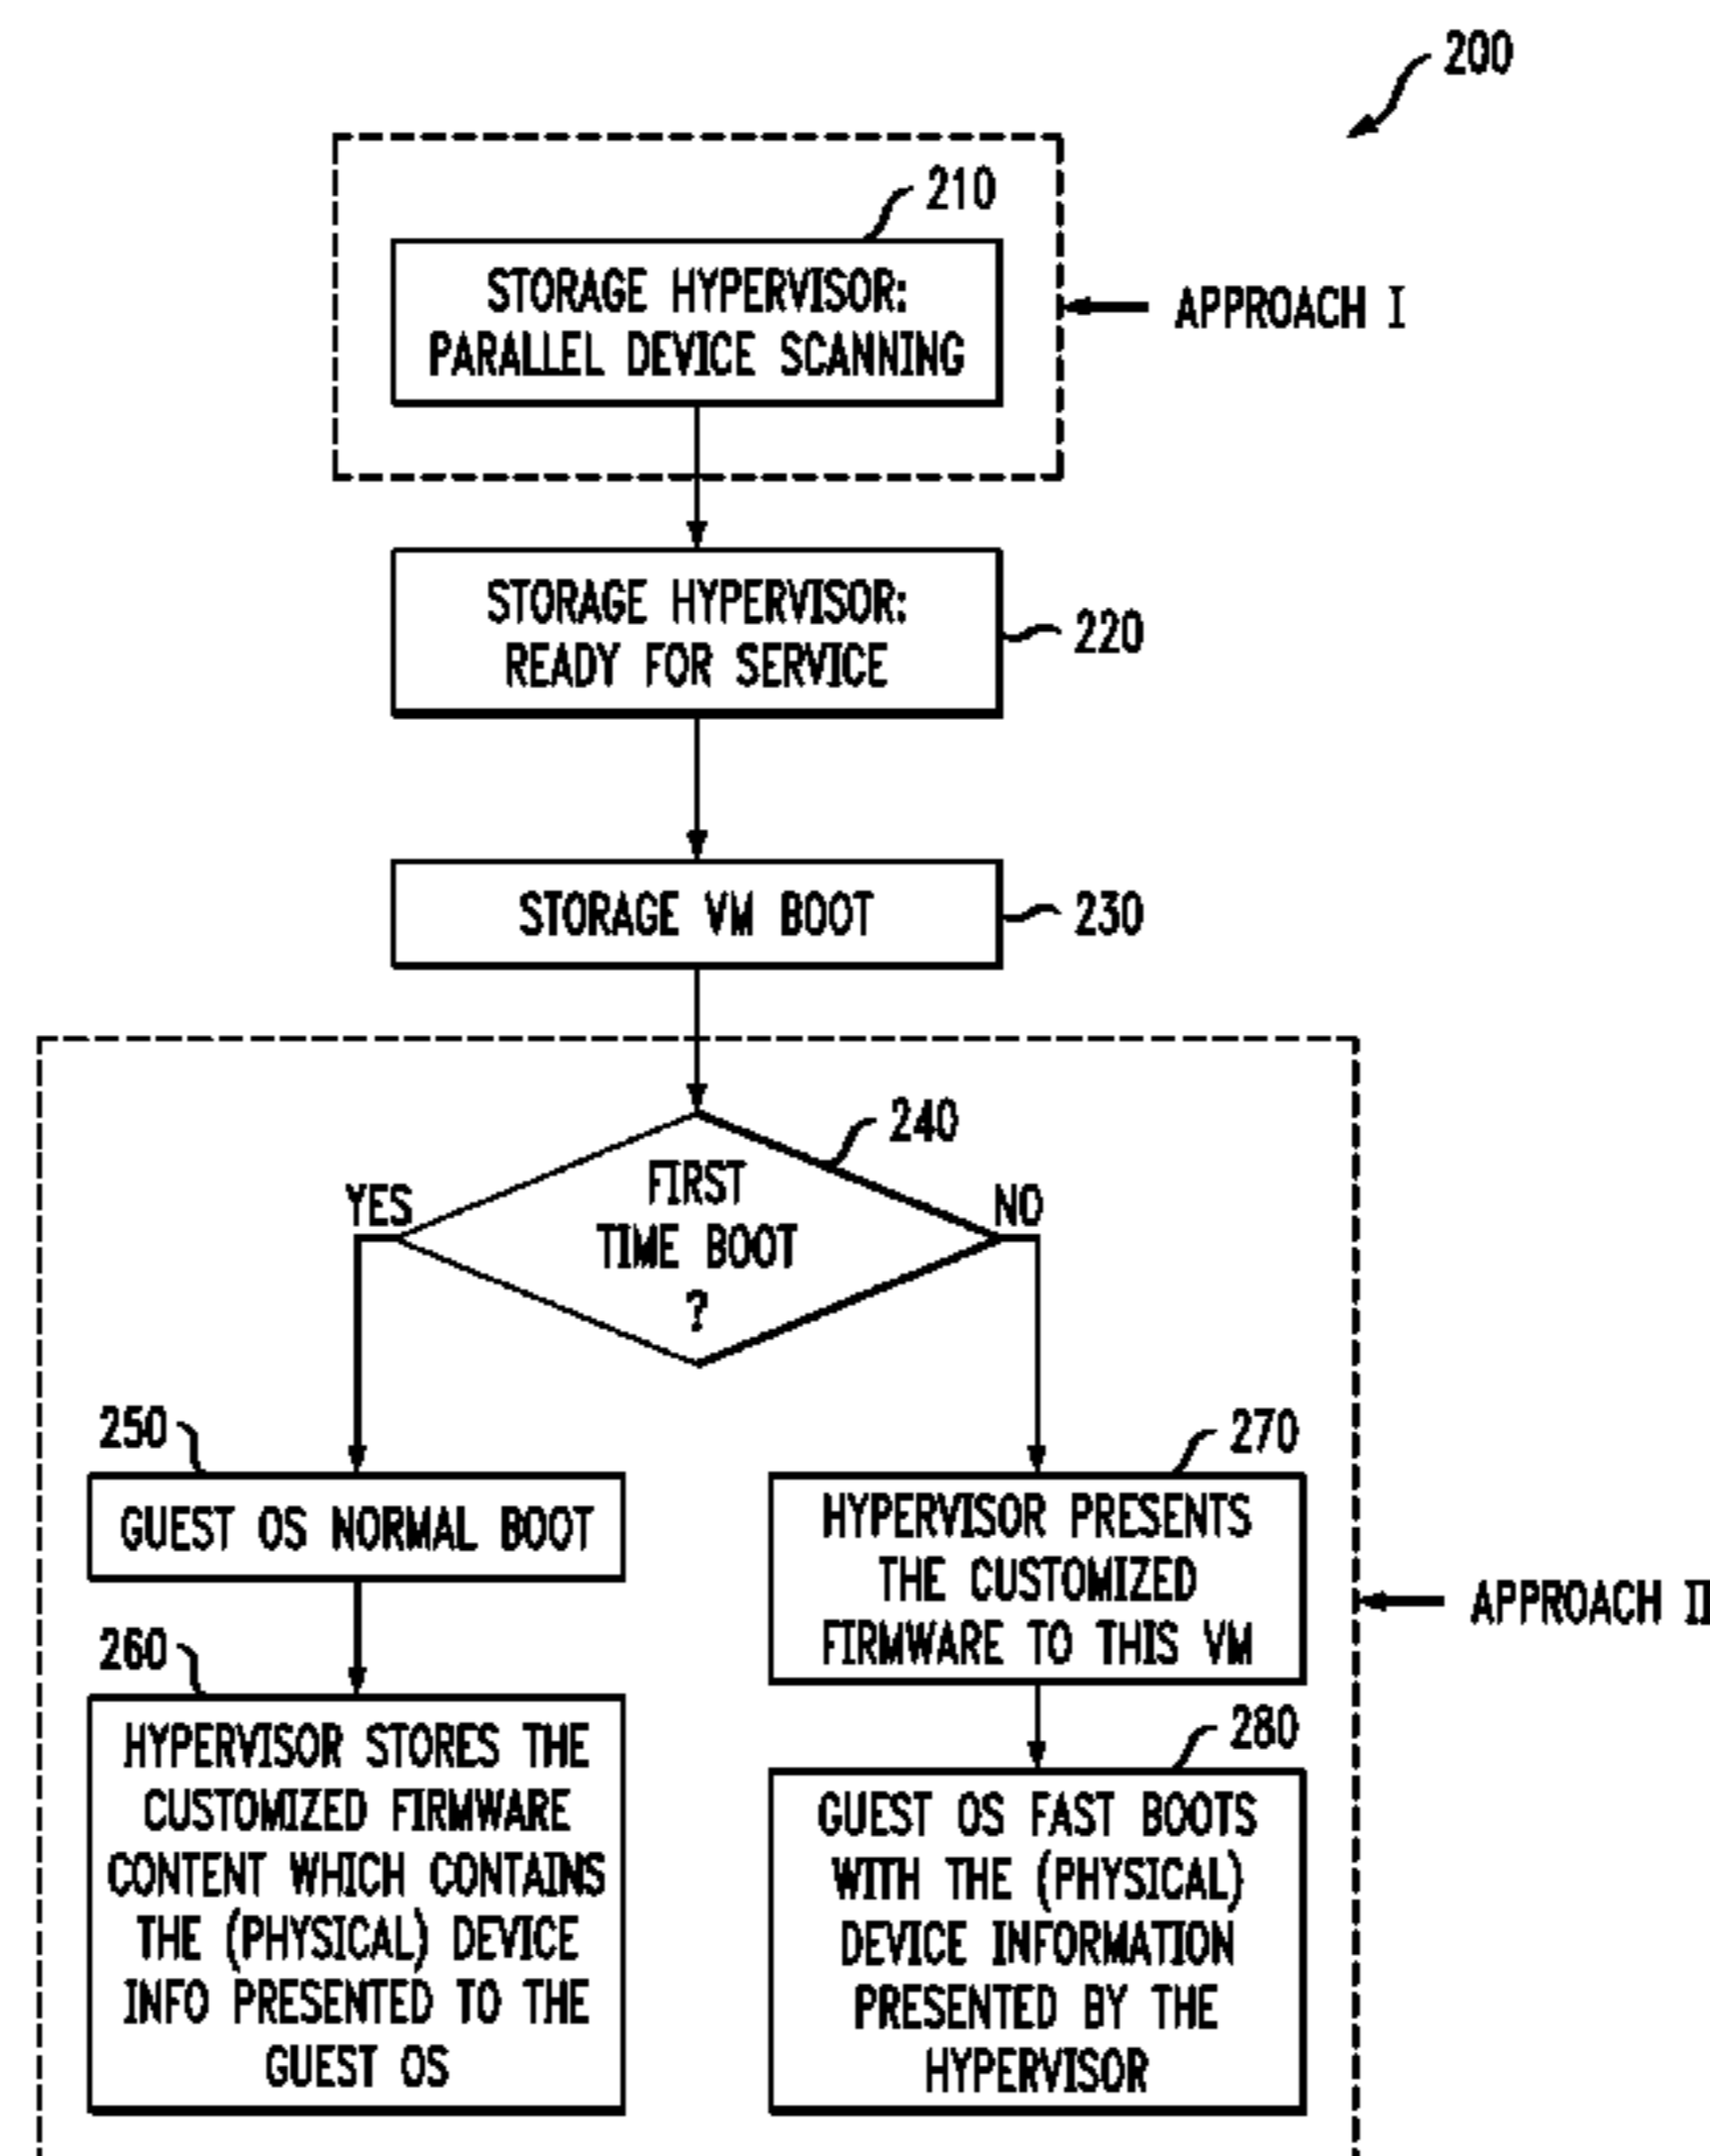 200
210
STORAGE HYPERVISOR:
PARALLEL DEVICE SCANNING
APPROACH I
STORAGE HYPERVISOR:
READY FOR SERVICE
220
STORAGE VM BOOT
230
240
FIRST
TIME BOOT
?
YES
NO
250
GUEST OS NORMAL BOOT
260
HYPERVISOR STORES THE
CUSTOMIZED FIRMWARE
CONTENT WHICH CONTAINS
THE (PHYSICAL) DEVICE
INFO PRESENTED TO THE
GUEST OS
270
HYPERVISOR PRESENTS
THE CUSTOMIZED
FIRMWARE TO THIS VM
APPROACH II
280
GUEST OS FAST BOOTS
WITH THE (PHYSICAL)
DEVICE INFORMATION
PRESENTED BY THE
HYPERVISOR